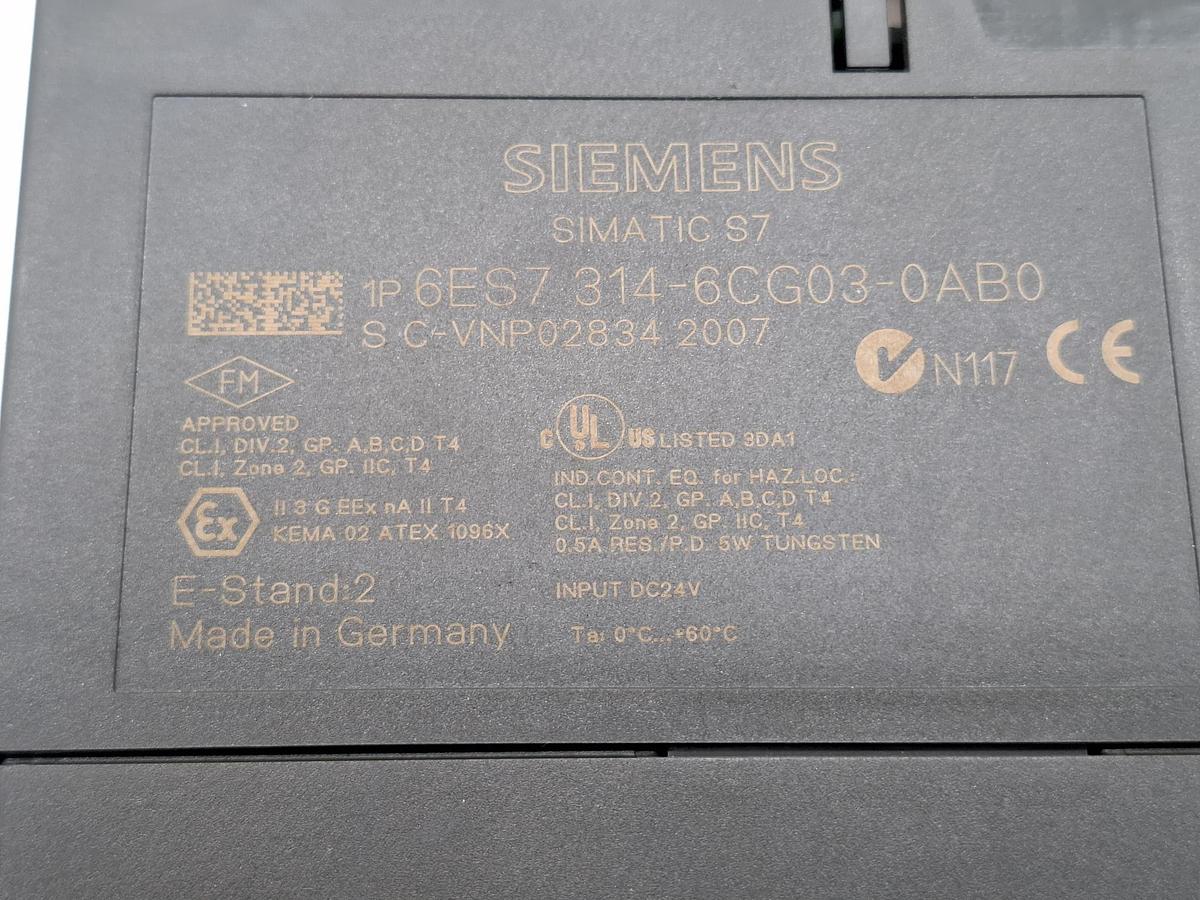 SIEMENS
SIMATIC S7
1P 6ES7 314-6CG03-0AB0
S C-VNP02834 2007
N117 CE
FM
APPROVED
CL.I, DIV.2, GP. A,B,C,D T4
CL.I, Zone 2, GP. IIC, T4
Ex II 3 G EEx nA II T4
KEMA 02 ATEX 1096X
E-Stand:2
Made in Germany
C UL US LISTED 9DA1
IND.CONT. EQ. for HAZ.LOC.:
CL.I, DIV.2, GP. A,B,C,D T4
CL.I, Zone 2, GP. IIC, T4
0.5A RES./P.D. 5W TUNGSTEN
INPUT DC24V
Ta: 0°C...+60°C